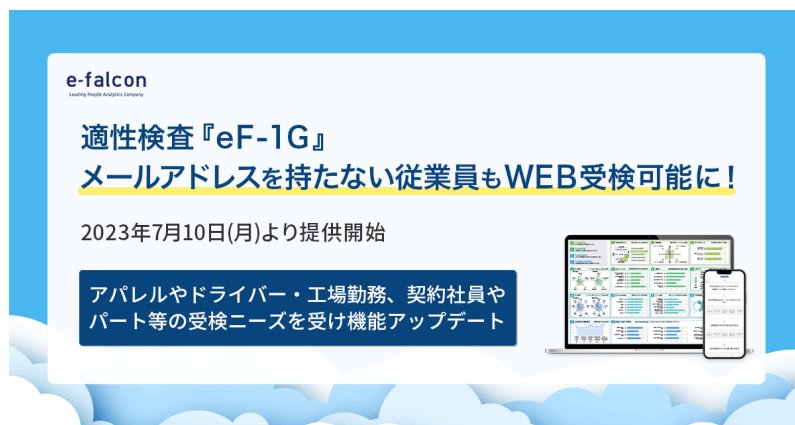 e-falcon
Leading People Analytics Company
適性検査『eF-1G』
メールアドレスを持たない従業員もWEB受検可能に！
2023年7月10日(月)より提供開始
アパレルやドライバー・工場勤務、契約社員や
パート等の受検ニーズを受け機能アップデート